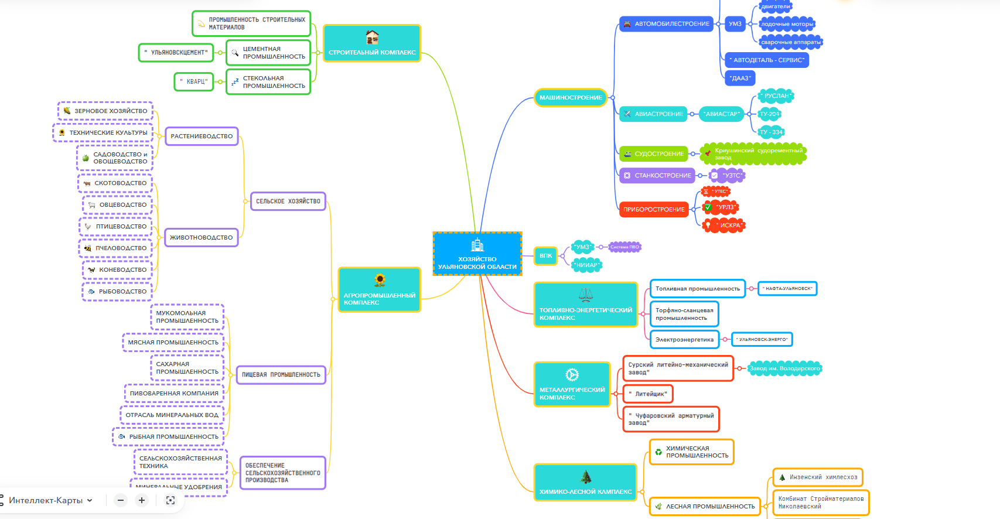 ПРОМЫШЛЕННОСТЬ СТРОИТЕЛЬНЫХ
МАТЕРИАЛОВ
ЦЕМЕНТНАЯ
ПРОМЫШЛЕННОСТЬ
" УЛЬЯНОВСКЦЕМЕНТ"
СТЕКОЛЬНАЯ
ПРОМЫШЛЕННОСТЬ
" КВАРЦ"
СТРОИТЕЛЬНЫЙ КОМПЛЕКС
ЗЕРНОВОЕ ХОЗЯЙСТВО
ТЕХНИЧЕСКИЕ КУЛЬТУРЫ
САДОВОДСТВО и
ОВОЩЕВОДСТВО
РАСТЕНИЕВОДСТВО
СКОТОВОДСТВО
ОВЦЕВОДСТВО
ПТИЦЕВОДСТВО
ПЧЕЛОВОДСТВО
КОНЕВОДСТВО
РЫБОВОДСТВО
ЖИВОТНОВОДСТВО
СЕЛЬСКОЕ ХОЗЯЙСТВО
МУКОМОЛЬНАЯ
ПРОМЫШЛЕННОСТЬ
МЯСНАЯ ПРОМЫШЛЕННОСТЬ
САХАРНАЯ
ПРОМЫШЛЕННОСТЬ
ПИВОВАРЕННАЯ КОМПАНИЯ
ОТРАСЛЬ МИНЕРАЛЬНЫХ ВОД
РЫБНАЯ ПРОМЫШЛЕННОСТЬ
ПИЩЕВАЯ ПРОМЫШЛЕННОСТЬ
СЕЛЬСКОХОЗЯЙСТВЕННАЯ
ТЕХНИКА
МИНЕРАЛЬНЫЕ УДОБРЕНИЯ
ОБЕСПЕЧЕНИЕ
СЕЛЬСКОХОЗЯЙСТВЕННОГО
ПРОИЗВОДСТВА
АГРОПРОМЫШЛЕННЫЙ
КОМПЛЕКС
ХОЗЯЙСТВО
УЛЬЯНОВСКОЙ ОБЛАСТИ
МАШИНОСТРОЕНИЕ
АВТОМОБИЛЕСТРОЕНИЕ
УМЗ
двигатели
лодочные моторы
сварочные аппараты
" АВТОДЕТАЛЬ - СЕРВИС"
"ДААЗ"
АВИАСТРОЕНИЕ
"АВИАСТАР"
" РУСЛАН"
ТУ-204
ТУ - 334
СУДОСТРОЕНИЕ
Криушинский судорементный
завод
СТАНКОСТРОЕНИЕ
"УЗТС"
ПРИБОРОСТРОЕНИЕ
" УТЕС"
"УРЛЗ"
" ИСКРА"
ВПК
"УМЗ"
Система ПВО
"НИИАР"
ТОПЛИВНО-ЭНЕРГЕТИЧЕСКИЙ
КОМПЛЕКС
Топливная промышленность
" НАФТА-УЛЬЯНОВСК"
Торфяно-сланцевая
промышленность
Электроэнергетика
" УЛЬЯНОВСК-ЭНЕРГО"
МЕТАЛЛУРГИЧЕСКИЙ
КОМПЛЕКС
Сурский литейно-механический
завод"
Завод им. Володарского
" Литейщик"
" Чуфаровский арматурный
завод"
ХИМИКО-ЛЕСНОЙ КАМПЛЕКС
ХИМИЧЕСКАЯ
ПРОМЫШЛЕННОСТЬ
ЛЕСНАЯ ПРОМЫШЛЕННОСТЬ
Инзенский химлесхоз
Комбинат Стройматериалов
Николаевский
Интеллект-Карты